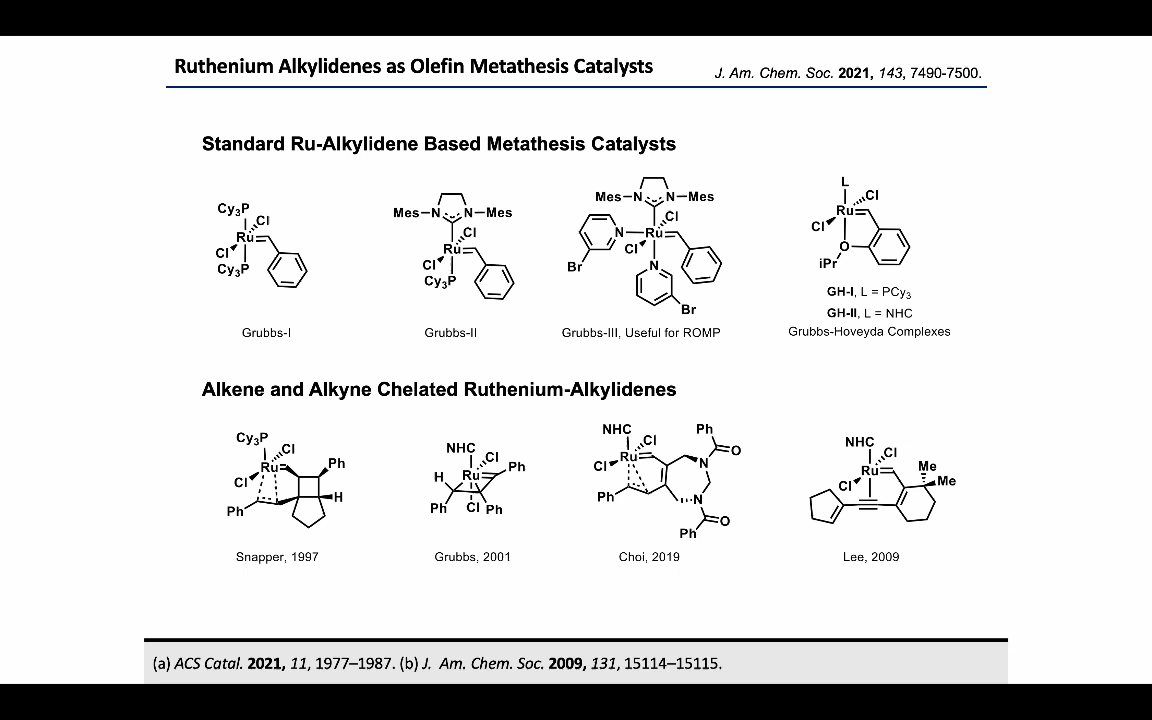 Ruthenium Alkylidenes as Olefin Metathesis Catalysts
J. Am. Chem. Soc. 2021, 143, 7490-7500.
Standard Ru-Alkylidene Based Metathesis Catalysts
Cy₃P
Cl
Ru
Cl
Cy₃P
Grubbs-I
Mes–N N–Mes
Cl
Ru
Cl
Cy₃P
Grubbs-II
Mes–N N–Mes
Cl
N Ru
Cl
Br
N
Br
Grubbs-III, Useful for ROMP
L
Cl
Ru
Cl
O
iPr
GH-I, L = PCy₃
GH-II, L = NHC
Grubbs-Hoveyda Complexes
Alkene and Alkyne Chelated Ruthenium-Alkylidenes
Cy₃P
Cl
Ru
Cl
Ph
H
Ph
Snapper, 1997
NHC
Cl
Ph
H
Ru
Ph
Cl Ph
Grubbs, 2001
NHC
Cl
Ru
Cl
Ph
O
N
Ph
N
O
Ph
Choi, 2019
NHC
Cl
Ru
Cl
Me
Me
Lee, 2009
(a) ACS Catal. 2021, 11, 1977–1987. (b) J. Am. Chem. Soc. 2009, 131, 15114–15115.